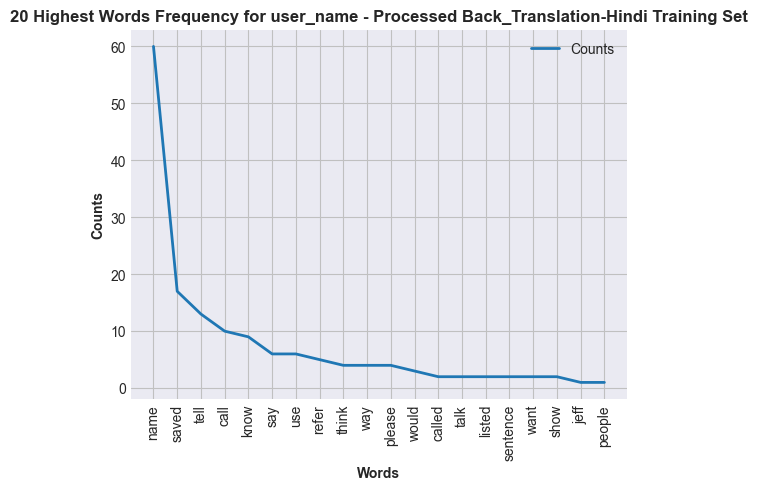 20 Highest Words Frequency for user_name - Processed Back_Translation-Hindi Training Set
Counts
60
50
40
30
20
10
0
Counts
name
saved
tell
call
know
say
use
refer
think
way
please
would
called
talk
listed
sentence
want
show
jeff
people
Words